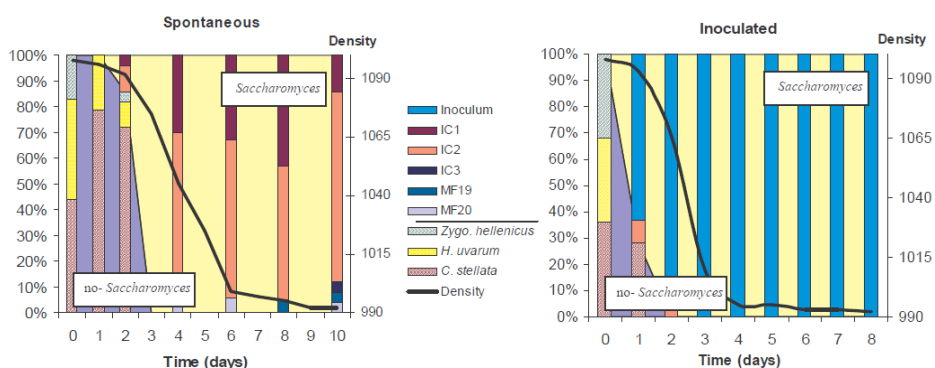 Spontaneous
Density
100%
90%
80%
70%
60%
50%
40%
30%
20%
10%
0%
1090
1065
1040
1015
990
Saccharomyces
no- Saccharomyces
0 1 2 3 4 5 6 7 8 9 10
Time (days)
Inoculum
IC1
IC2
IC3
MF19
MF20
Zygo. hellenicus
H. uvarum
C. stellata
Density
Inoculated
Density
100%
90%
80%
70%
60%
50%
40%
30%
20%
10%
0%
1090
1065
1040
1015
990
Saccharomyces
no- Saccharomyces
0 1 2 3 4 5 6 7 8
Time (days)